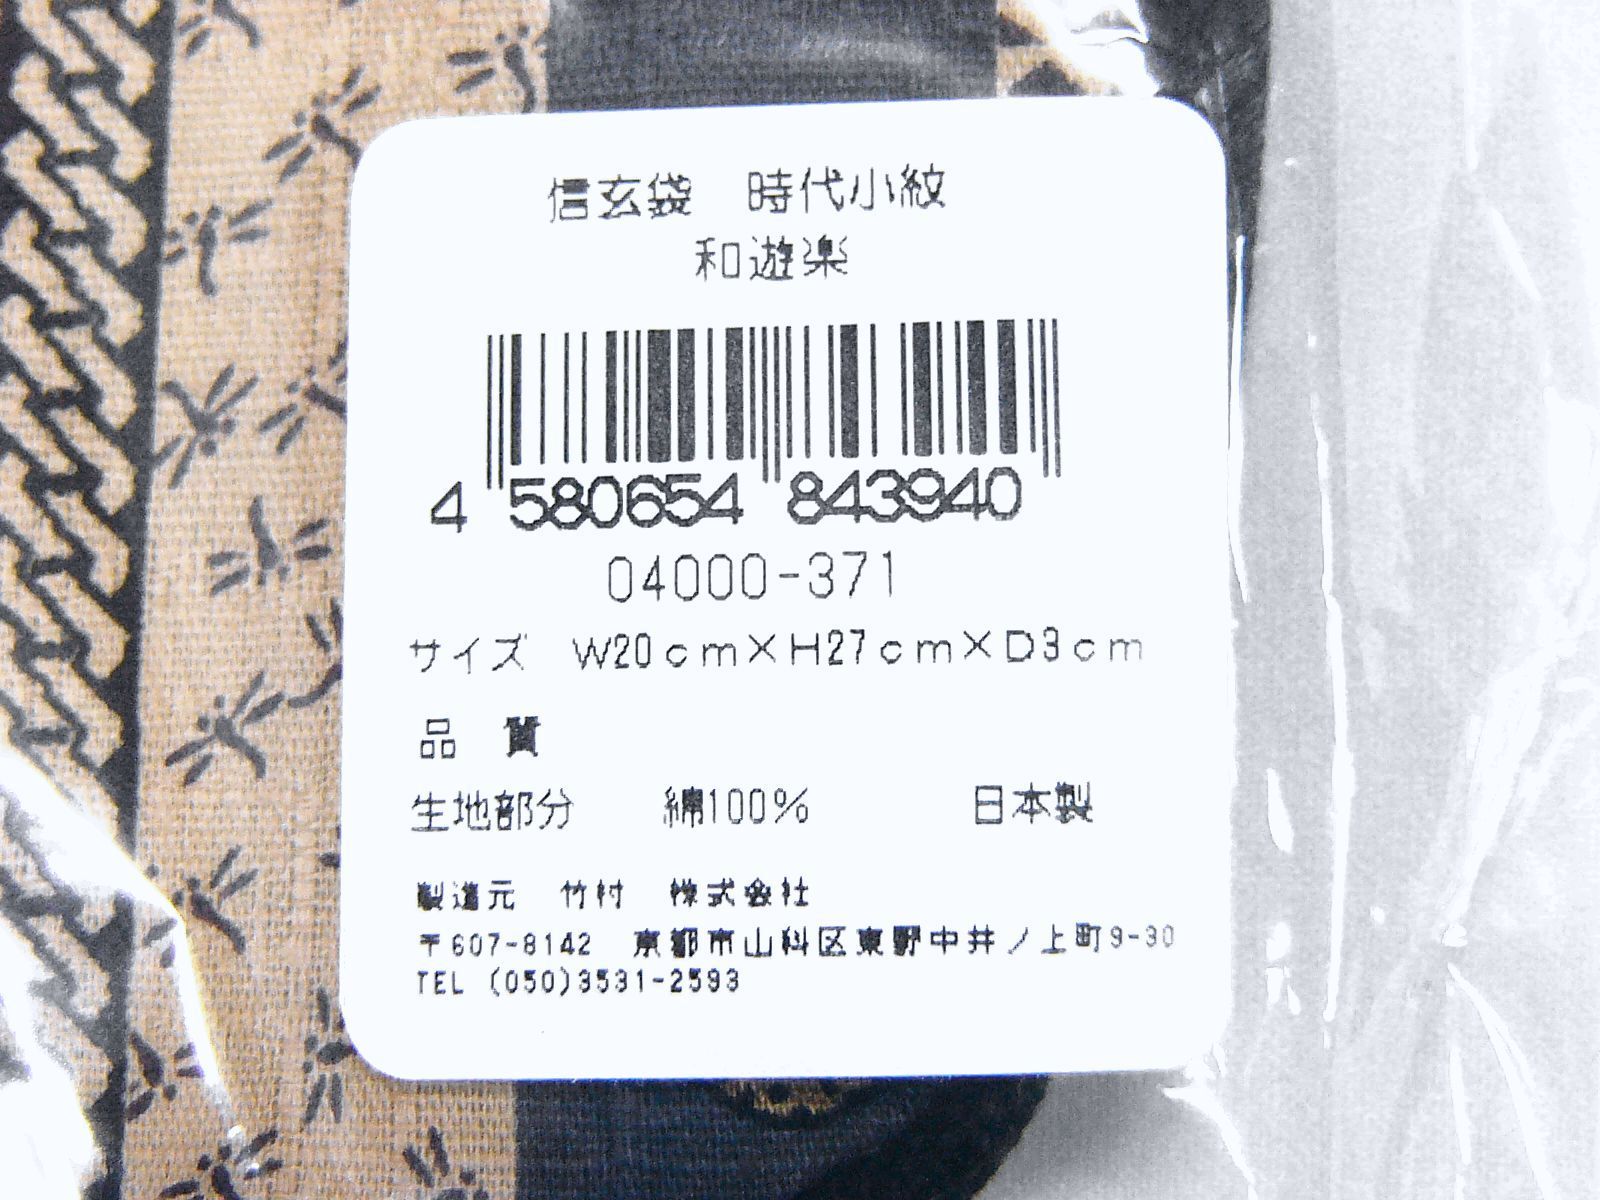 信玄袋　時代小紋
和遊楽
4 580654 843940
04000-371
サイズ　W20cm×H27cm×D3cm
品　質
生地部分　綿100%　日本製
製造元　竹村　株式会社
〒607-8142　京都市山科区東野中井ノ上町9-30
TEL (050)3531-2593